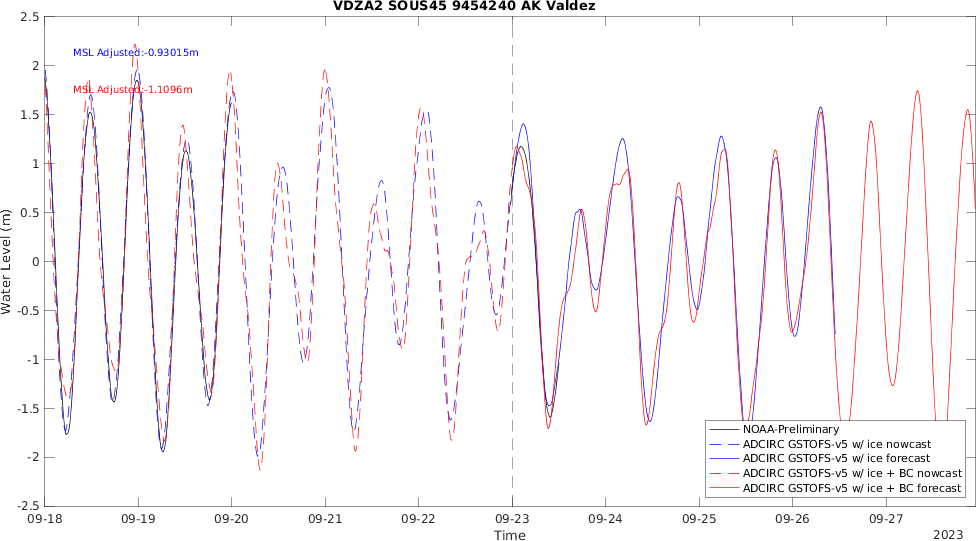 VDZA2 SOUS45 9454240 AK Valdez
MSL Adjusted:-0.93015m
MSL Adjusted:-1.1096m
Water Level (m)
2.5
2
1.5
1
0.5
0
-0.5
-1
-1.5
-2
-2.5
NOAA-Preliminary
ADCIRC GSTOFS-v5 w/ ice nowcast
ADCIRC GSTOFS-v5 w/ ice forecast
ADCIRC GSTOFS-v5 w/ ice + BC nowcast
ADCIRC GSTOFS-v5 w/ ice + BC forecast
09-18 09-19 09-20 09-21 09-22 09-23 09-24 09-25 09-26 09-27
Time
2023